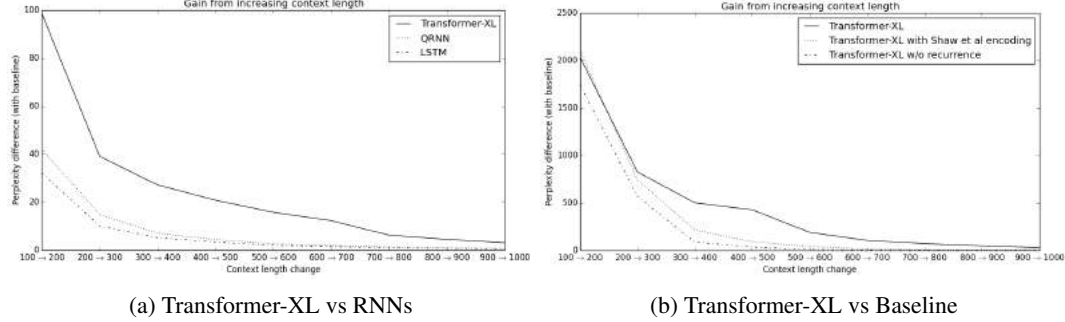 Gain from increasing context length
100
80
60
40
20
0
Perplexity difference (with baseline)
Transformer-XL
QRNN
LSTM
100 → 200 200 → 300 300 → 400 400 → 500 500 → 600 600 → 700 700 → 800 800 → 900 900 → 1000
Context length change
(a) Transformer-XL vs RNNs
Gain from increasing context length
2500
2000
1500
1000
500
0
Perplexity difference (with baseline)
Transformer-XL
Transformer-XL with Shaw et al encoding
Transformer-XL w/o recurrence
100 → 200 200 → 300 300 → 400 400 → 500 500 → 600 600 → 700 700 → 800 800 → 900 900 → 1000
Context length change
(b) Transformer-XL vs Baseline